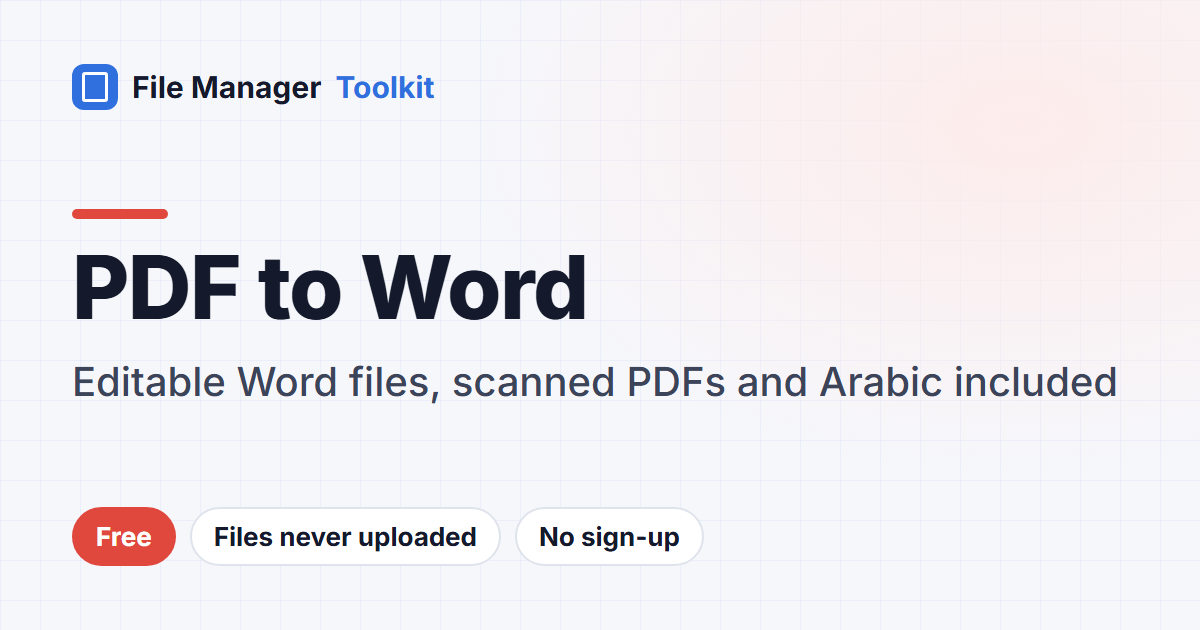 File Manager Toolkit
PDF to Word
Editable Word files, scanned PDFs and Arabic included
Free
Files never uploaded
No sign-up